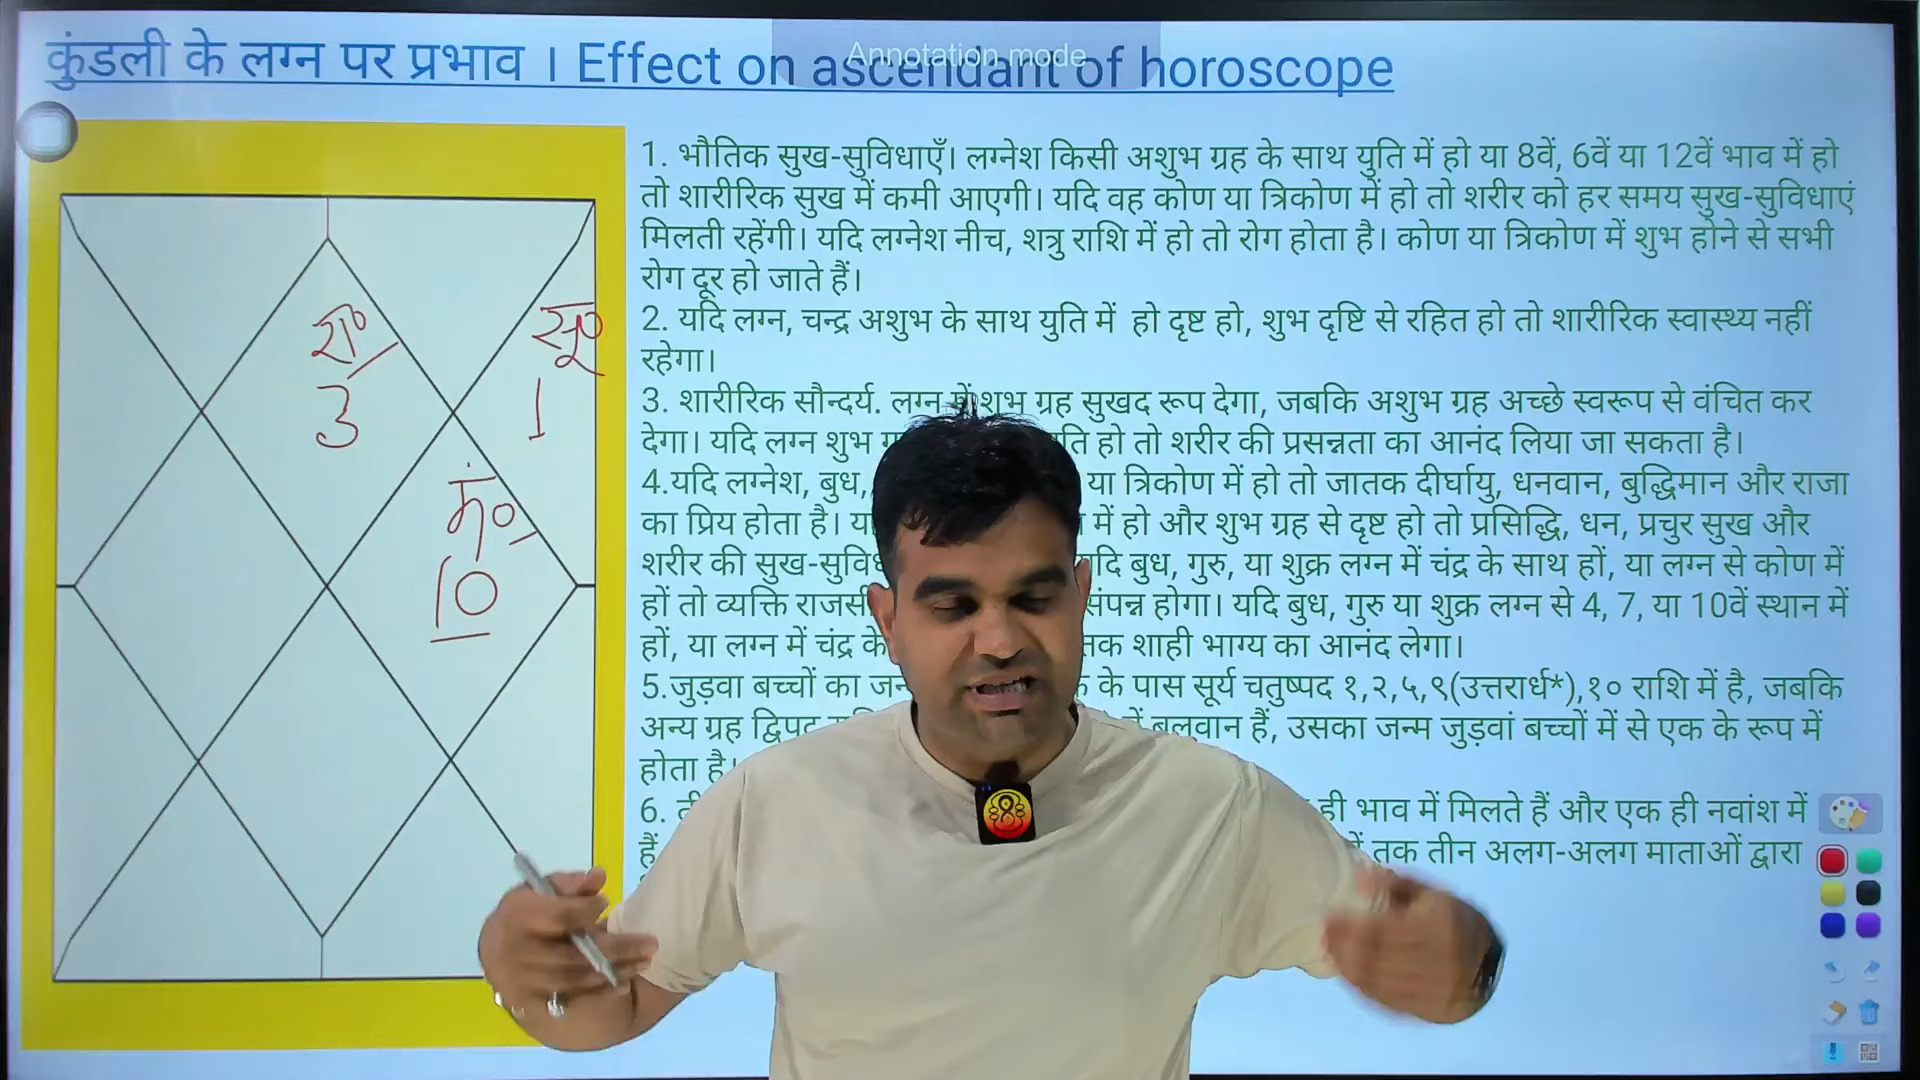 कुंडली के लग्न पर प्रभाव । Effect on ascendant of horoscope
Annotation mode
1. भौतिक सुख-सुविधाएँ। लग्नेश किसी अशुभ ग्रह के साथ युति में हो या 8वें, 6वें या 12वें भाव में हो
तो शारीरिक सुख में कमी आएगी। यदि वह कोण या त्रिकोण में हो तो शरीर को हर समय सुख-सुविधाएं
मिलती रहेंगी। यदि लग्नेश नीच, शत्रु राशि में हो तो रोग होता है। कोण या त्रिकोण में शुभ होने से सभी
रोग दूर हो जाते हैं।
2. यदि लग्न, चन्द्र अशुभ के साथ युति में हो दृष्ट हो, शुभ दृष्टि से रहित हो तो शारीरिक स्वास्थ्य नहीं
रहेगा।
3. शारीरिक सौन्दर्य. लग्न में शुभ ग्रह सुखद रूप देगा, जबकि अशुभ ग्रह अच्छे स्वरूप से वंचित कर
देगा। यदि लग्न शुभ हो तो शरीर की प्रसन्नता का आनंद लिया जा सकता है।
4.यदि लग्नेश, बुध, या त्रिकोण में हो तो जातक दीर्घायु, धनवान, बुद्धिमान और राजा
का प्रिय होता है। में हो और शुभ ग्रह से दृष्ट हो तो प्रसिद्धि, धन, प्रचुर सुख और
शरीर की बुध, गुरु, या शुक्र लग्न में चंद्र के साथ हों, या लग्न से कोण में
हों तो व्यक्ति संपन्न होगा। यदि बुध, गुरु या शुक्र लग्न से 4, 7, या 10वें स्थान में
हों, या लग्न में चंद्र के शाही भाग्य का आनंद लेगा।
5.जुड़वा बच्चों का के पास सूर्य चतुष्पद १,२,५,९(उत्तरार्ध*),१० राशि में है, जबकि
अन्य ग्रह बलवान हैं, उसका जन्म जुड़वां बच्चों में से एक के रूप में
होता है।
6. ही भाव में मिलते हैं और एक ही नवांश में
हैं तक तीन अलग-अलग माताओं द्वारा
सू०
3
1
मं०
10